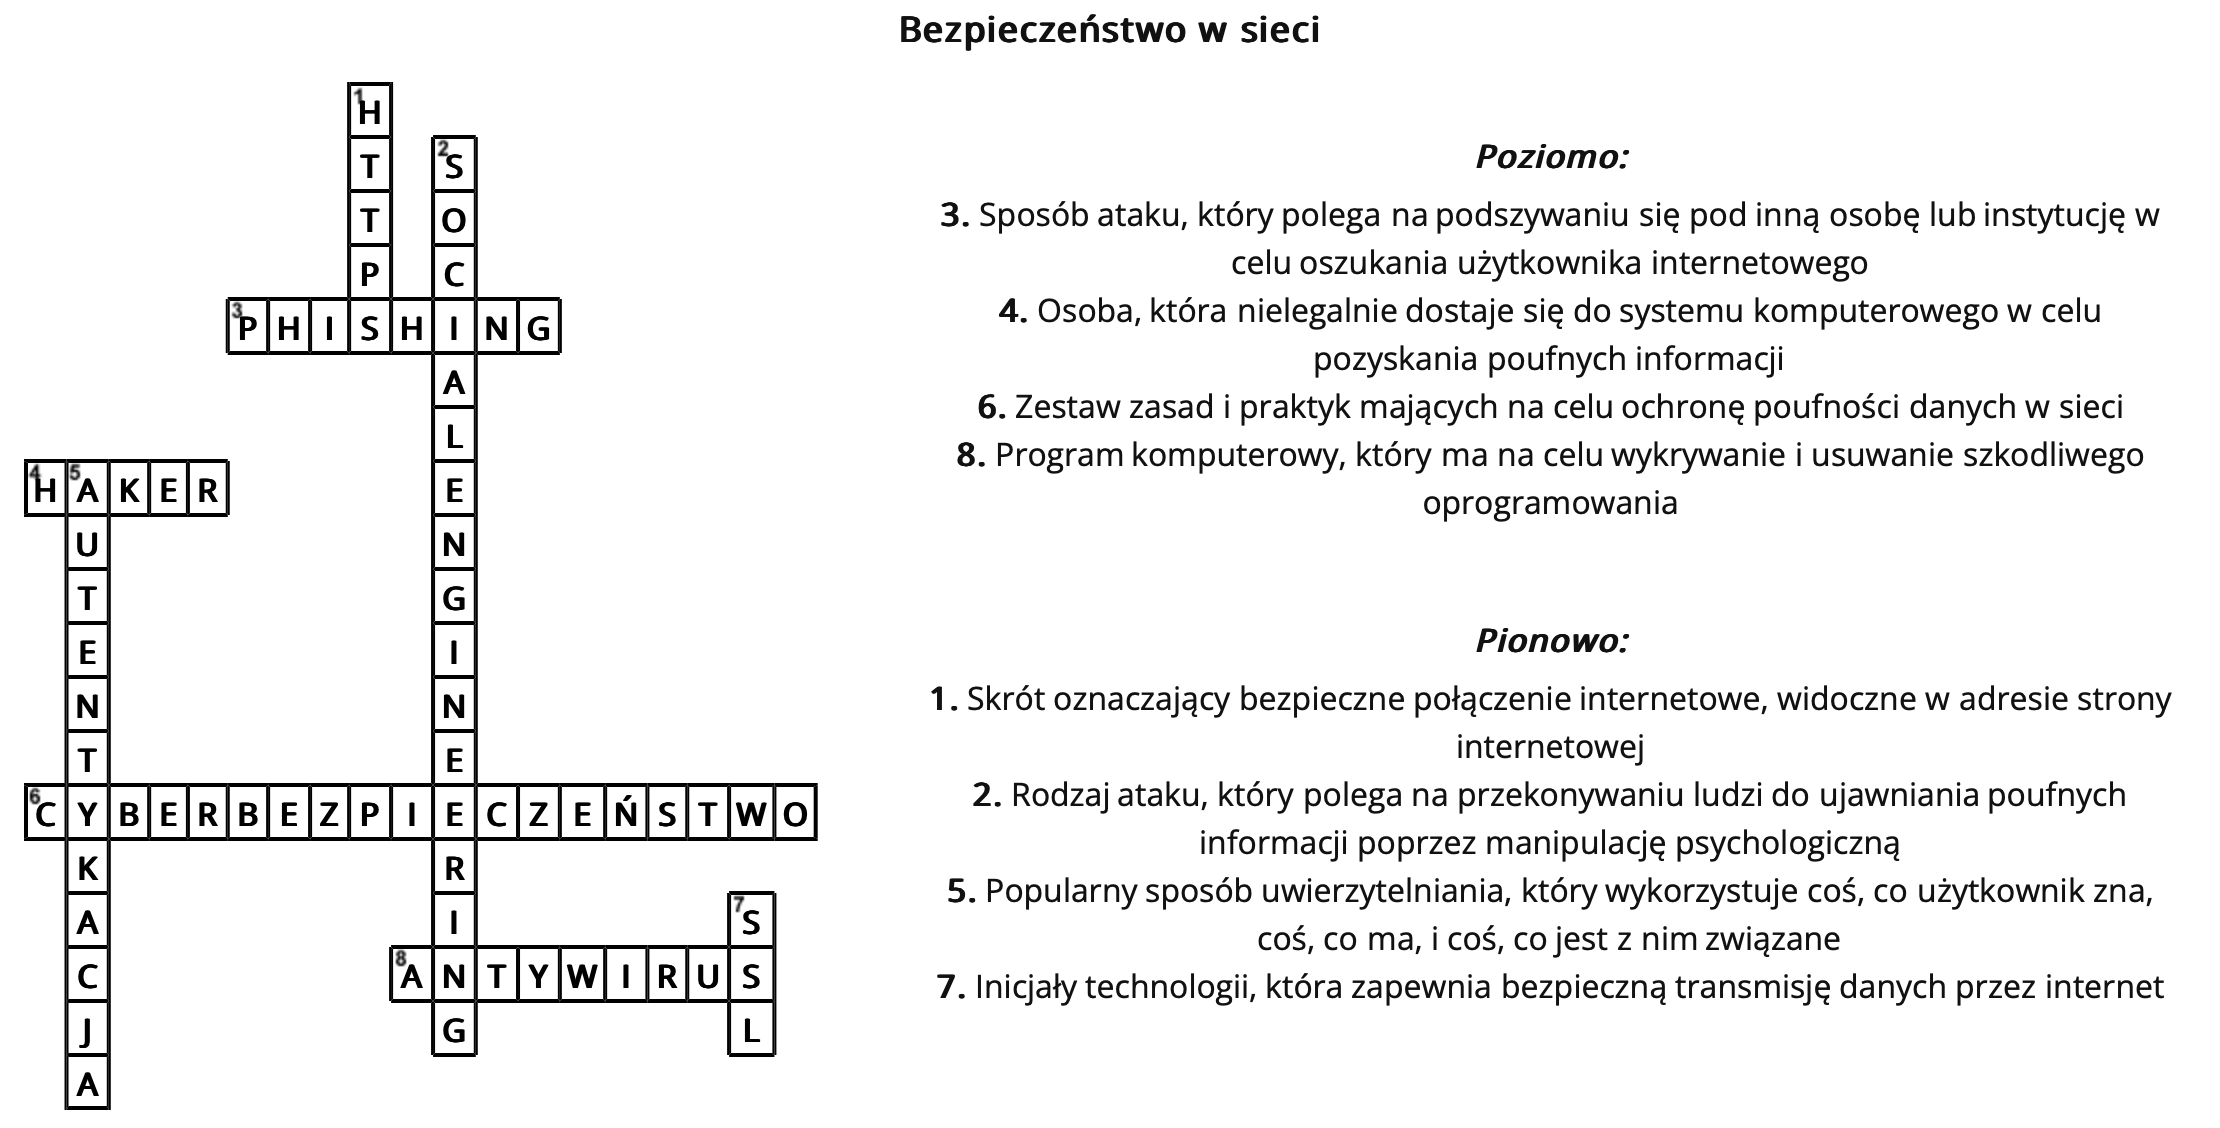 Bezpieczeństwo w sieci
1 H
T 2 S
T O
P C
3 P H I S H I N G
A
L
4 H 5 A K E R E
U N
T G
E I
N N
T E
6 C Y B E R B E Z P I E C Z E Ń S T W O
K R
A I 7 S
C 8 A N T Y W I R U S
J G L
A
Poziomo:
3. Sposób ataku, który polega na podszywaniu się pod inną osobę lub instytucję w
celu oszukania użytkownika internetowego
4. Osoba, która nielegalnie dostaje się do systemu komputerowego w celu
pozyskania poufnych informacji
6. Zestaw zasad i praktyk mających na celu ochronę poufności danych w sieci
8. Program komputerowy, który ma na celu wykrywanie i usuwanie szkodliwego
oprogramowania
Pionowo:
1. Skrót oznaczający bezpieczne połączenie internetowe, widoczne w adresie strony
internetowej
2. Rodzaj ataku, który polega na przekonywaniu ludzi do ujawniania poufnych
informacji poprzez manipulację psychologiczną
5. Popularny sposób uwierzytelniania, który wykorzystuje coś, co użytkownik zna,
coś, co ma, i coś, co jest z nim związane
7. Inicjały technologii, która zapewnia bezpieczną transmisję danych przez internet